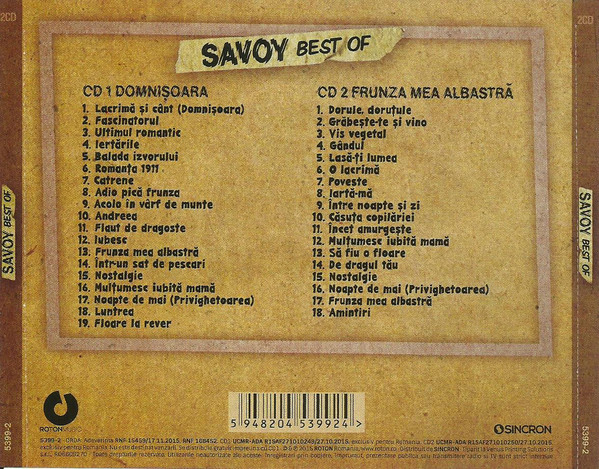 2CD
2CD
SAVOY BEST OF
CD 1 DOMNIȘOARA
1. Lacrimă și cânt (Domnișoara)
2. Fascinatorul
3. Ultimul romantic
4. Iertările
5. Balada izvorului
6. Romanța 1911
7. Catrene
8. Adio pică frunza
9. Acolo în vârf de munte
10. Andreea
11. Flaut de dragoste
12. Iubesc
13. Frunza mea albastră
14. Într-un sat de pescari
15. Nostalgie
16. Mulțumesc iubită mamă
17. Noapte de mai (Privighetoarea)
18. Luntrea
19. Floare la rever
CD 2 FRUNZA MEA ALBASTRĂ
1. Dorule, doruțule
2. Grăbește-te și vino
3. Vis vegetal
4. Gândul
5. Lasă-ți lumea
6. O lacrimă
7. Poveste
8. Iartă-mă
9. Între noapte și zi
10. Căsuța copilăriei
11. Încet amurgește
12. Mulțumesc iubită mamă
13. Să fiu o floare
14. De dragul tău
15. Nostalgie
16. Noapte de mai (Privighetoarea)
17. Frunza mea albastră
18. Amintiri
SAVOY BEST OF
SAVOY BEST OF
5399-2
5399-2
ROTONMUSIC
5 948204 539924 >
SINCRON
5399-2